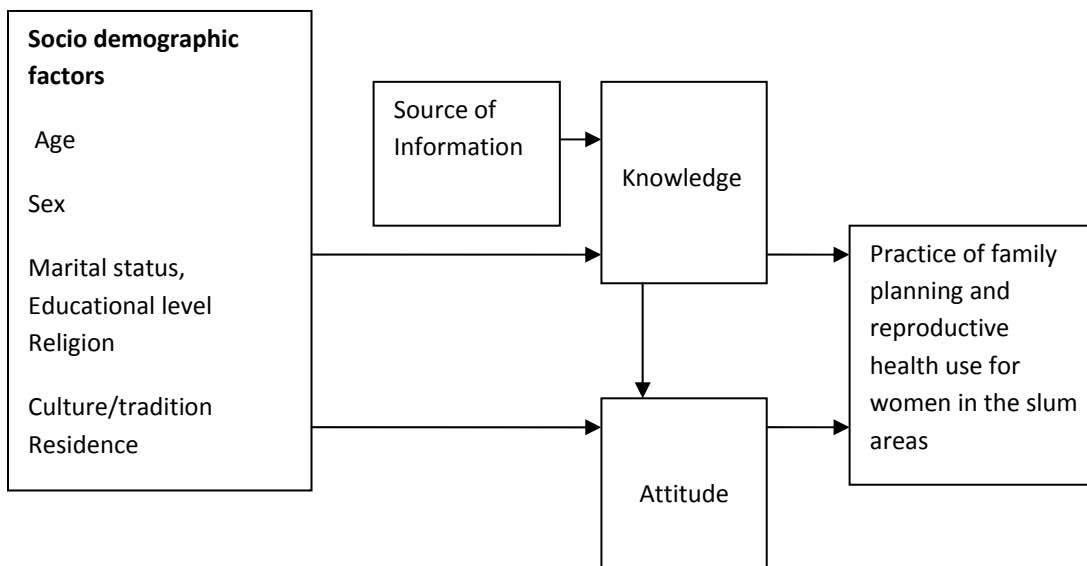 Socio demographic
factors
Age
Sex
Marital status,
Educational level
Religion
Culture/tradition
Residence
Source of
Information
Knowledge
Attitude
Practice of family
planning and
reproductive
health use for
women in the slum
areas